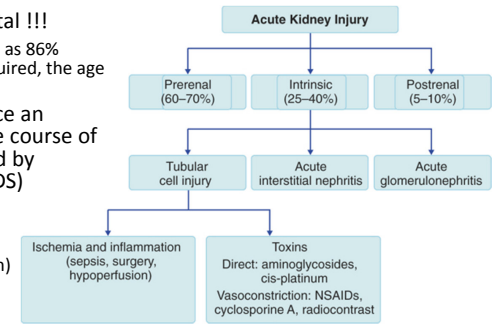 tal !!!
as 86%
uired, the age
ce an
e course of
d by
DS)
n)
Acute Kidney Injury
Prerenal
(60–70%)
Intrinsic
(25–40%)
Postrenal
(5–10%)
Tubular
cell injury
Acute
interstitial nephritis
Acute
glomerulonephritis
Ischemia and inflammation
(sepsis, surgery,
hypoperfusion)
Toxins
Direct: aminoglycosides,
cis-platinum
Vasoconstriction: NSAIDs,
cyclosporine A, radiocontrast